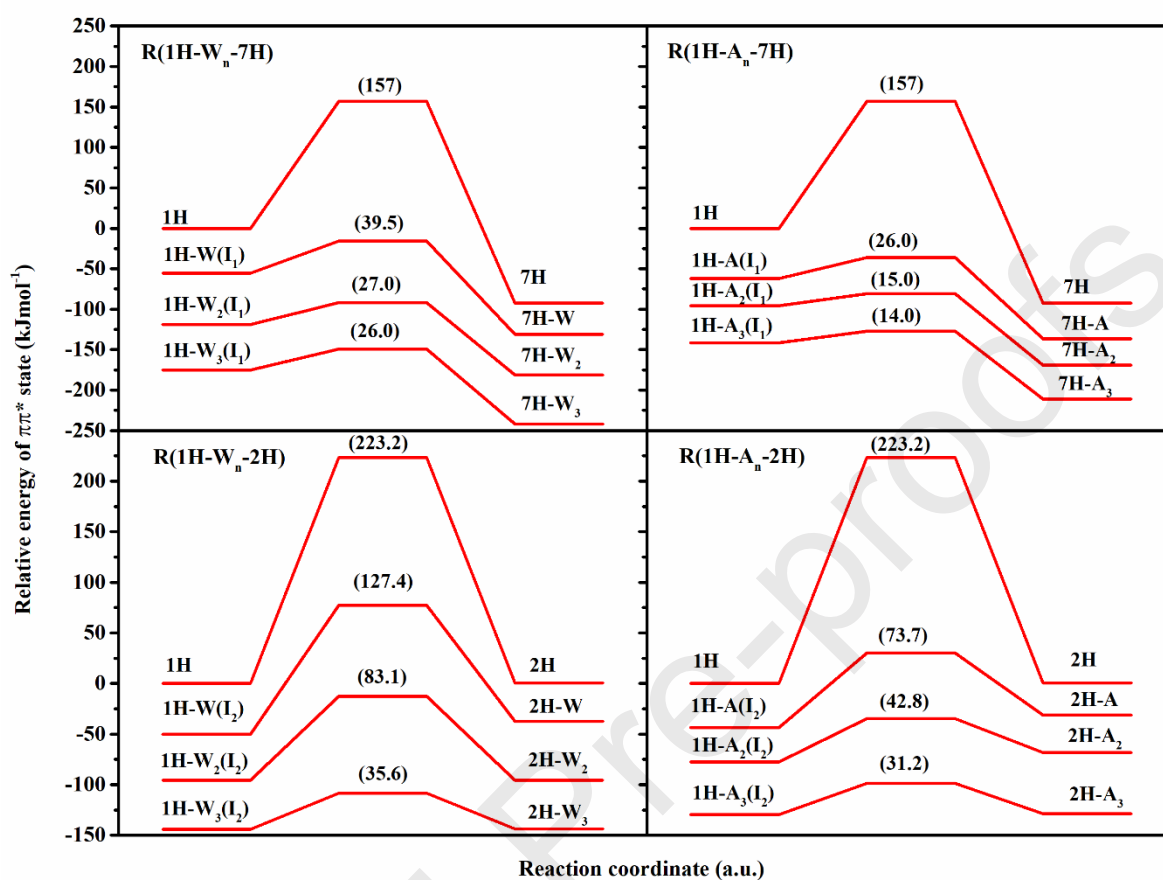 Relative energy of ππ* state (kJmol⁻¹)
250
200
150
100
50
0
-50
-100
-150
-200
-250
R(1H-Wₙ-7H)
(157)
1H
(39.5)
1H-W(I₁)
(27.0)
7H
1H-W₂(I₁)
7H-W
(26.0)
1H-W₃(I₁)
7H-W₂
7H-W₃
R(1H-Aₙ-7H)
(157)
1H
(26.0)
1H-A(I₁)
(15.0)
7H
1H-A₂(I₁)
(14.0)
7H-A
1H-A₃(I₁)
7H-A₂
7H-A₃
200
150
100
50
0
-50
-100
-150
R(1H-Wₙ-2H)
(223.2)
(127.4)
1H
2H
(83.1)
1H-W(I₂)
2H-W
1H-W₂(I₂)
2H-W₂
(35.6)
1H-W₃(I₂)
2H-W₃
R(1H-Aₙ-2H)
(223.2)
(73.7)
1H
2H
1H-A(I₂)
(42.8)
2H-A
1H-A₂(I₂)
2H-A₂
(31.2)
1H-A₃(I₂)
2H-A₃
Reaction coordinate (a.u.)
Pre-proofs